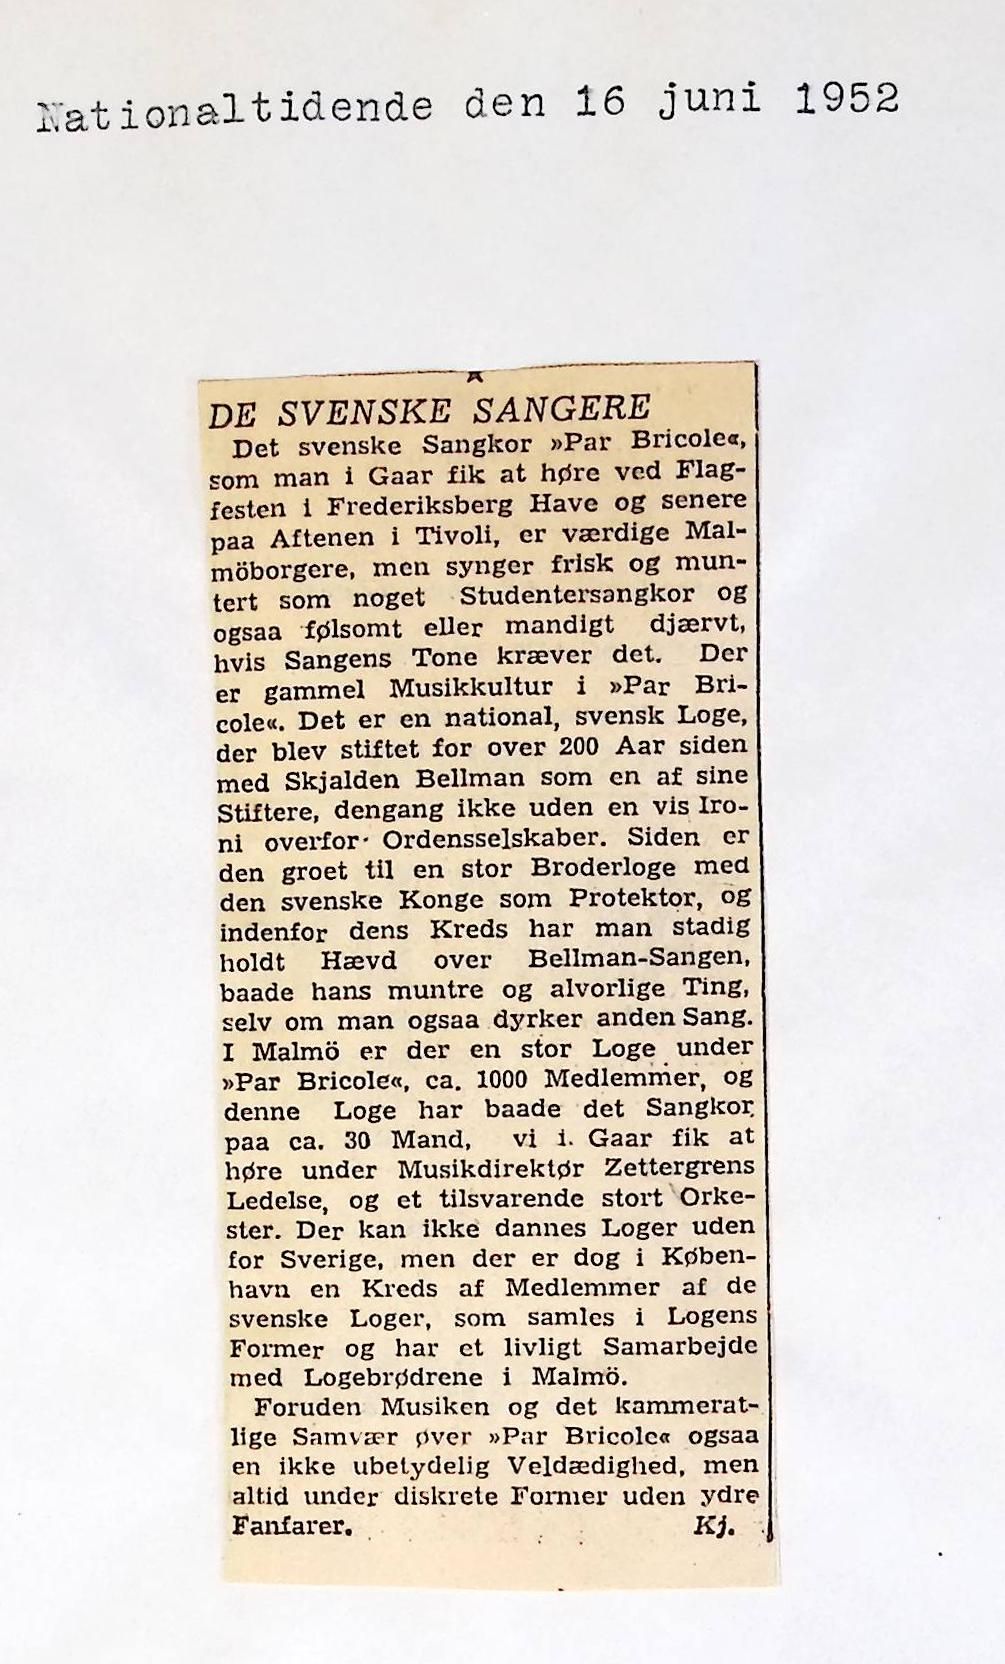 Nationaltidende den 16 juni 1952
DE SVENSKE SANGERE
Det svenske Sangkor »Par Bricole«,
som man i Gaar fik at høre ved Flag-
festen i Frederiksberg Have og senere
paa Aftenen i Tivoli, er værdige Mal-
möborgere, men synger frisk og mun-
tert som noget Studentersangkor og
ogsaa følsomt eller mandigt djærvt,
hvis Sangens Tone kræver det. Der
er gammel Musikkultur i »Par Bri-
cole«. Det er en national, svensk Loge,
der blev stiftet for over 200 Aar siden
med Skjalden Bellman som en af sine
Stiftere, dengang ikke uden en vis Iro-
ni overfor Ordensselskaber. Siden er
den groet til en stor Broderloge med
den svenske Konge som Protektor, og
indenfor dens Kreds har man stadig
holdt Hævd over Bellman-Sangen,
baade hans muntre og alvorlige Ting,
selv om man ogsaa dyrker anden Sang.
I Malmö er der en stor Loge under
»Par Bricole«, ca. 1000 Medlemmer, og
denne Loge har baade det Sangkor
paa ca. 30 Mand, vi i Gaar fik at
høre under Musikdirektør Zettergrens
Ledelse, og et tilsvarende stort Orke-
ster. Der kan ikke dannes Loger uden
for Sverige, men der er dog i Køben-
havn en Kreds af Medlemmer af de
svenske Loger, som samles i Logens
Former og har et livligt Samarbejde
med Logebrødrene i Malmö.
Foruden Musiken og det kammerat-
lige Samvær øver »Par Bricole« ogsaa
en ikke ubetydelig Veldædighed, men
altid under diskrete Former uden ydre
Fanfarer. Kj.